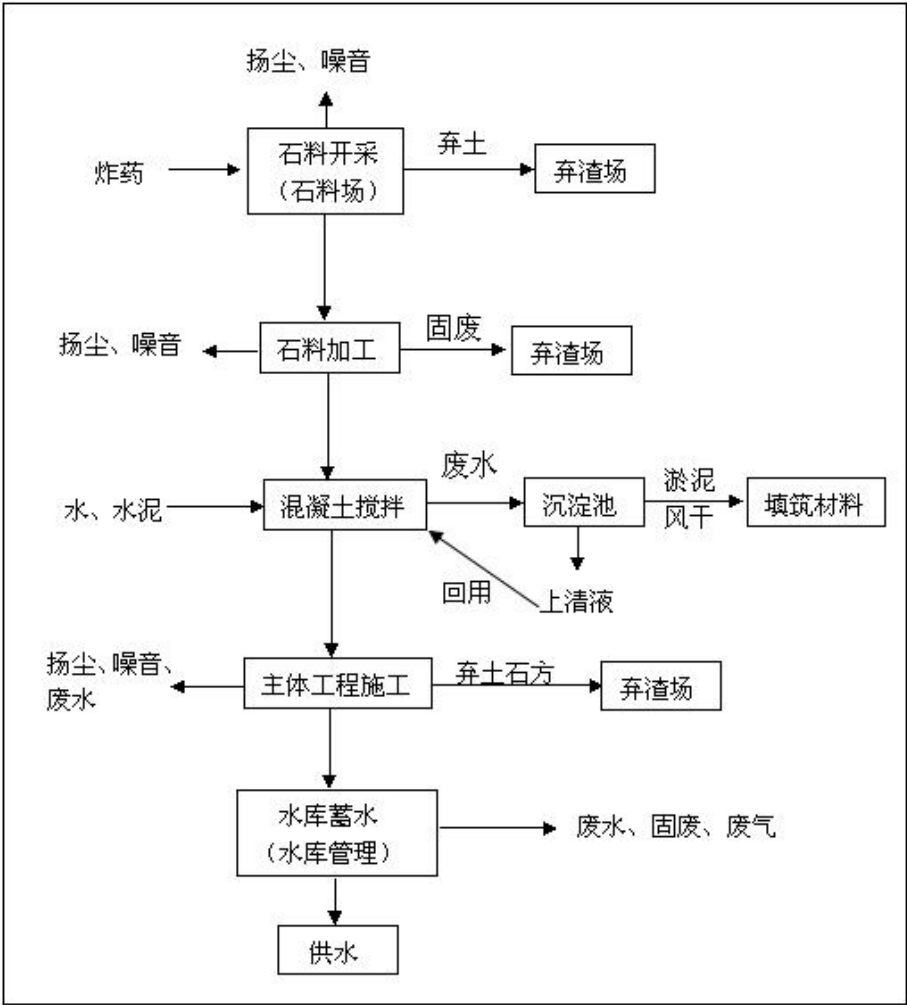 扬尘、噪音
炸药
石料开采
（石料场）
弃土
弃渣场
扬尘、噪音
石料加工
固废
弃渣场
水、水泥
混凝土搅拌
废水
沉淀池
淤泥
风干
填筑材料
回用
上清液
扬尘、噪音、
废水
主体工程施工
弃土石方
弃渣场
水库蓄水
（水库管理）
废水、固废、废气
供水